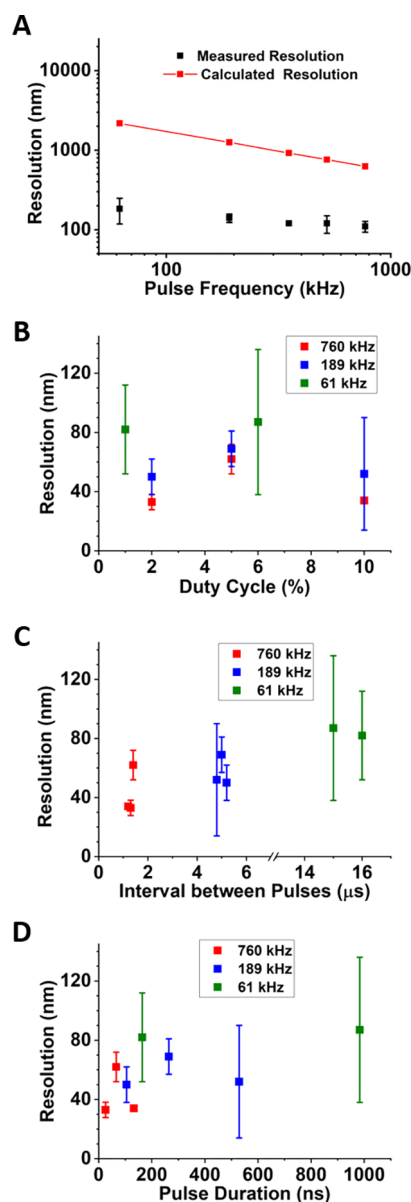 A
Measured Resolution
Calculated Resolution
Resolution (nm)
10000
1000
100
100
1000
Pulse Frequency (kHz)
B
760 kHz
189 kHz
61 kHz
Resolution (nm)
120
80
40
0
0
2
4
6
8
10
Duty Cycle (%)
C
760 kHz
189 kHz
61 kHz
Resolution (nm)
120
80
40
0
0
2
4
6
14
16
Interval between Pulses (μs)
D
760 kHz
189 kHz
61 kHz
Resolution (nm)
120
80
40
0
0
200
400
600
800
1000
Pulse Duration (ns)